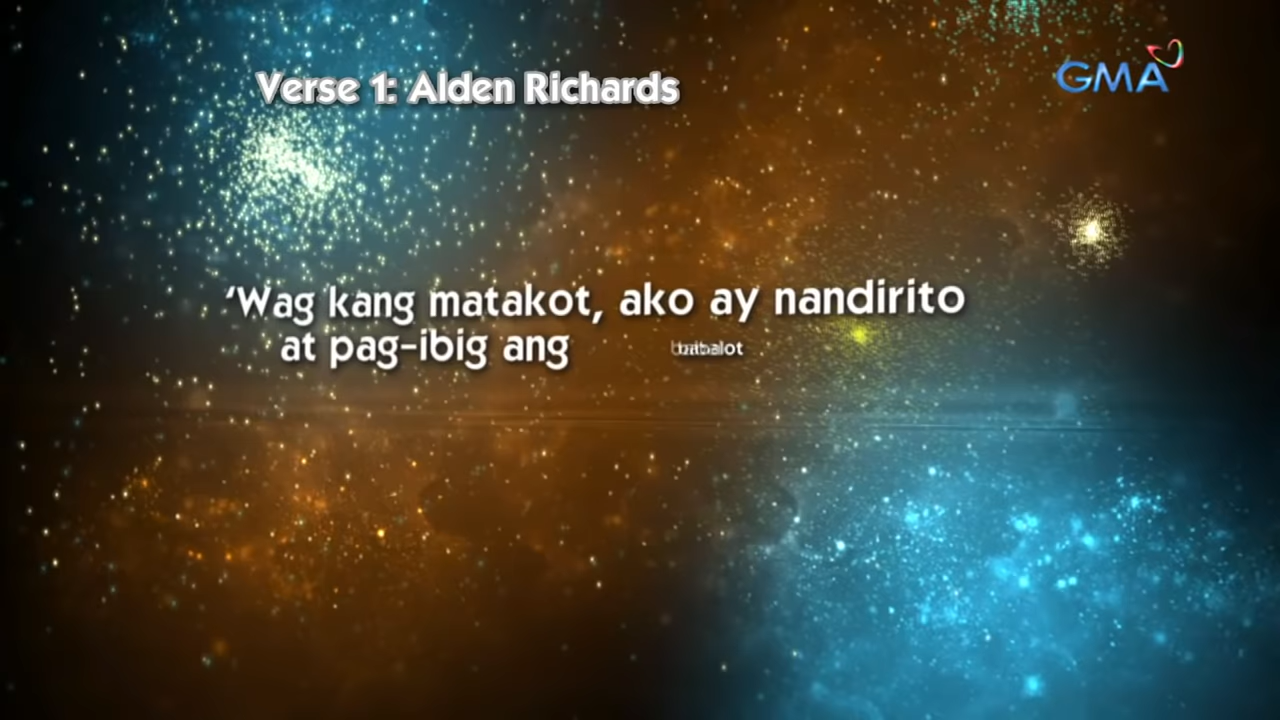 Verse 1: Alden Richards
GMA
‘Wag kang matakot, ako ay nandirito
at pag-ibig ang